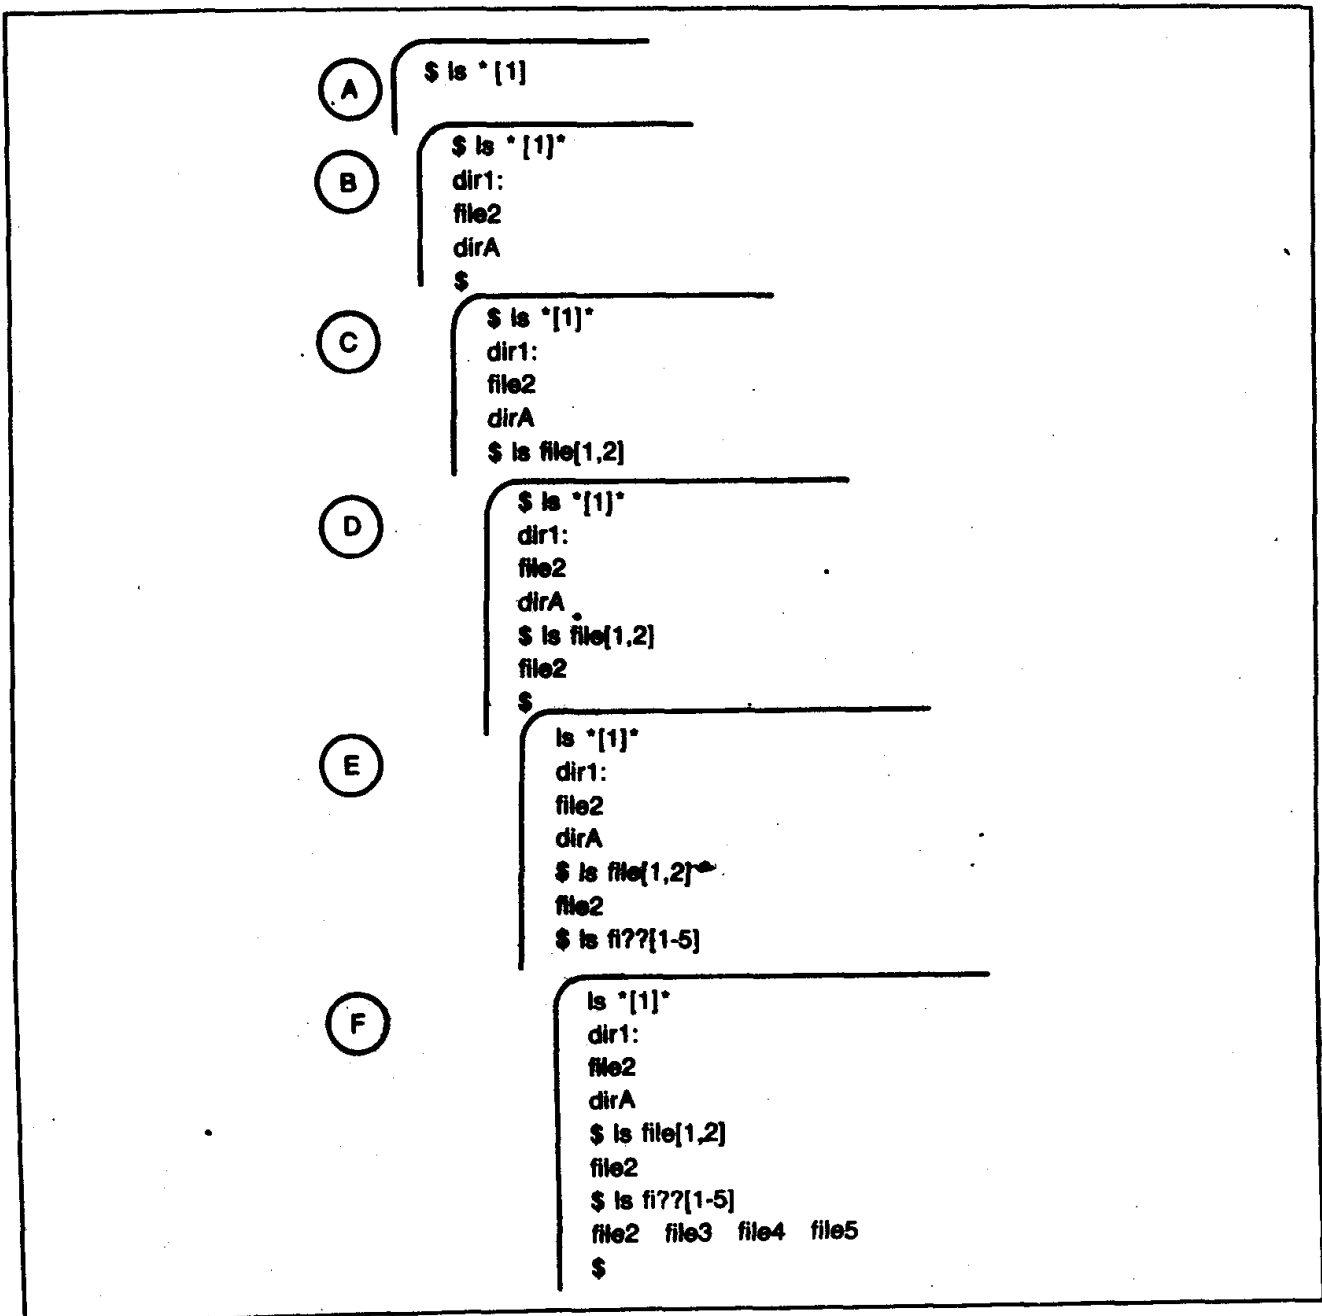 A
$ ls * [1]
B
$ ls * [1]*
dir1:
file2
dirA
$
C
$ ls *[1]*
dir1:
file2
dirA
$ ls file[1,2]
D
$ ls *[1]*
dir1:
file2
dirA
$ ls file[1,2]
file2
$
E
ls *[1]*
dir1:
file2
dirA
$ ls file[1,2]
file2
$ ls fi??[1-5]
F
ls *[1]*
dir1:
file2
dirA
$ ls file[1,2]
file2
$ ls fi??[1-5]
file2 file3 file4 file5
$